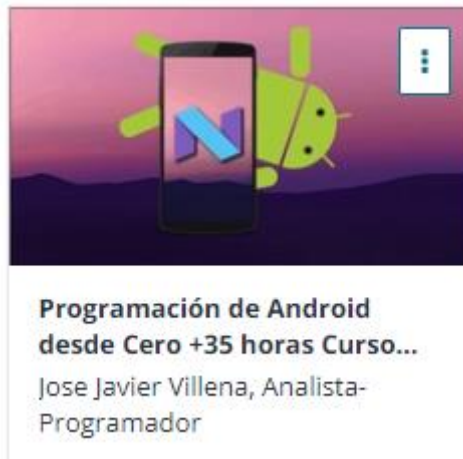 N
Programación de Android
desde Cero +35 horas Curso...
Jose Javier Villena, Analista-
Programador